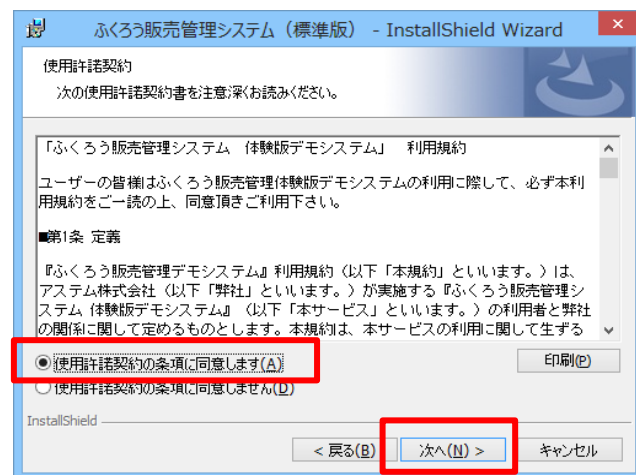 ふくろう販売管理システム（標準版） - InstallShield Wizard
使用許諾契約
次の使用許諾契約書を注意深くお読みください。
「ふくろう販売管理システム　体験版デモシステム」　利用規約
ユーザーの皆様はふくろう販売管理体験版デモシステムの利用に際して、必ず本利
用規約をご一読の上、同意頂きご利用下さい。
■第1条 定義
『ふくろう販売管理デモシステム』利用規約（以下「本規約」といいます。）は、
アステム株式会社（以下「弊社」といいます。）が実施する『ふくろう販売管理シ
ステム 体験版デモシステム』（以下「本サービス」といいます。）の利用者と弊社
の関係に関して定めるものとします。本規約は、本サービスの利用に関して生ずる
使用許諾契約の条項に同意します(A)
印刷(P)
使用許諾契約の条項に同意しません(D)
InstallShield
< 戻る(B)
次へ(N) >
キャンセル